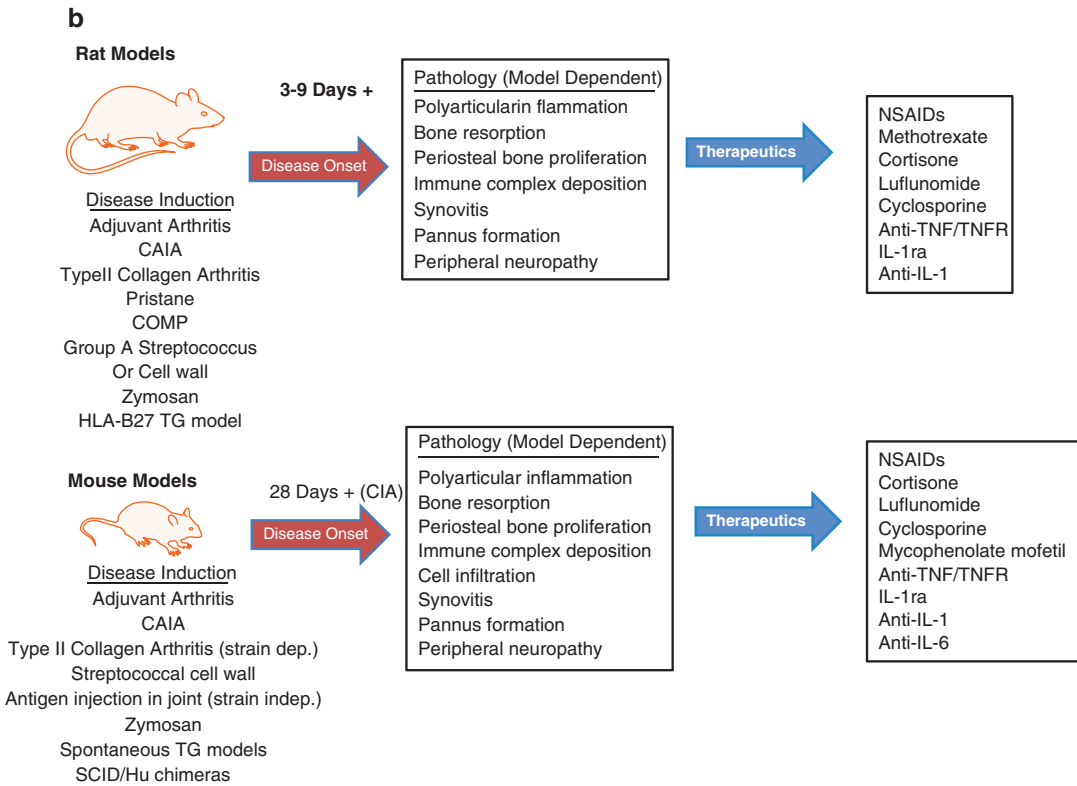 b
Rat Models
Disease Induction
Adjuvant Arthritis
CAIA
TypeII Collagen Arthritis
Pristane
COMP
Group A Streptococcus
Or Cell wall
Zymosan
HLA-B27 TG model
3-9 Days +
Disease Onset
Pathology (Model Dependent)
Polyarticularin flammation
Bone resorption
Periosteal bone proliferation
Immune complex deposition
Synovitis
Pannus formation
Peripheral neuropathy
Therapeutics
NSAIDs
Methotrexate
Cortisone
Luflunomide
Cyclosporine
Anti-TNF/TNFR
IL-1ra
Anti-IL-1
Mouse Models
Disease Induction
Adjuvant Arthritis
CAIA
Type II Collagen Arthritis (strain dep.)
Streptococcal cell wall
Antigen injection in joint (strain indep.)
Zymosan
Spontaneous TG models
SCID/Hu chimeras
28 Days + (CIA)
Disease Onset
Pathology (Model Dependent)
Polyarticular inflammation
Bone resorption
Periosteal bone proliferation
Immune complex deposition
Cell infiltration
Synovitis
Pannus formation
Peripheral neuropathy
Therapeutics
NSAIDs
Cortisone
Luflunomide
Cyclosporine
Mycophenolate mofetil
Anti-TNF/TNFR
IL-1ra
Anti-IL-1
Anti-IL-6